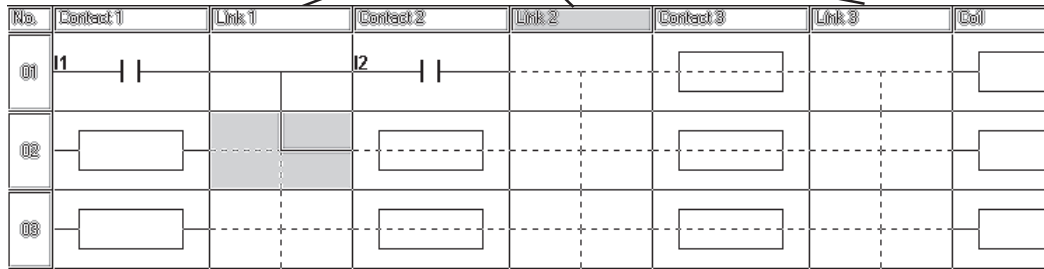 No. Contact 1 Link 1 Contact 2 Link 2 Contact 3 Link 3 Coil
01 I1 I2
02
03